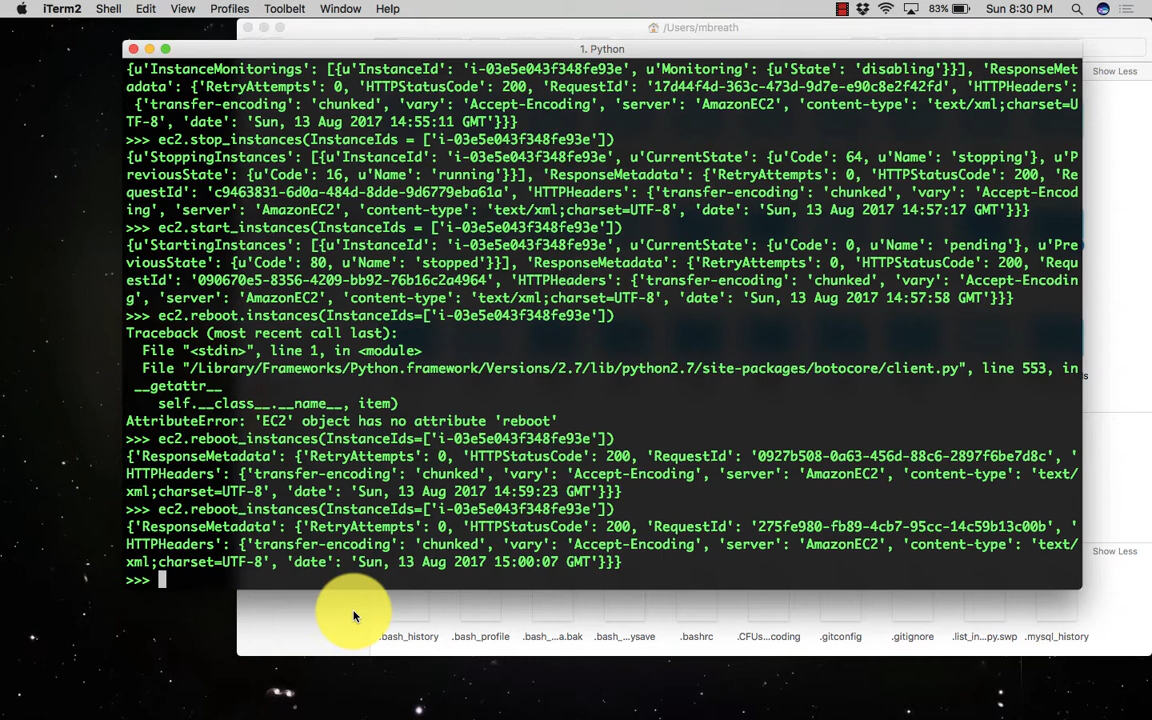 iTerm2 Shell Edit View Profiles Toolbelt Window Help 83% Sun 8:30 PM
/Users/mbreath
1. Python
Show Less
{u'InstanceMonitorings': [{u'InstanceId': 'i-03e5e043f348fe93e', u'Monitoring': {u'State': 'disabling'}}], 'ResponseMet
adata': {'RetryAttempts': 0, 'HTTPStatusCode': 200, 'RequestId': '17d44f4d-363c-473d-9d7e-e90c8e2f42fd', 'HTTPHeaders':
 {'transfer-encoding': 'chunked', 'vary': 'Accept-Encoding', 'server': 'AmazonEC2', 'content-type': 'text/xml;charset=U
TF-8', 'date': 'Sun, 13 Aug 2017 14:55:11 GMT'}}}
>>> ec2.stop_instances(InstanceIds = ['i-03e5e043f348fe93e'])
{u'StoppingInstances': [{u'InstanceId': 'i-03e5e043f348fe93e', u'CurrentState': {u'Code': 64, u'Name': 'stopping'}, u'P
reviousState': {u'Code': 16, u'Name': 'running'}}], 'ResponseMetadata': {'RetryAttempts': 0, 'HTTPStatusCode': 200, 'Re
questId': 'c9463831-6d0a-484d-8dde-9d6779eba61a', 'HTTPHeaders': {'transfer-encoding': 'chunked', 'vary': 'Accept-Encod
ing', 'server': 'AmazonEC2', 'content-type': 'text/xml;charset=UTF-8', 'date': 'Sun, 13 Aug 2017 14:57:17 GMT'}}}
>>> ec2.start_instances(InstanceIds = ['i-03e5e043f348fe93e'])
{u'StartingInstances': [{u'InstanceId': 'i-03e5e043f348fe93e', u'CurrentState': {u'Code': 0, u'Name': 'pending'}, u'Pre
viousState': {u'Code': 80, u'Name': 'stopped'}}], 'ResponseMetadata': {'RetryAttempts': 0, 'HTTPStatusCode': 200, 'Requ
estId': '090670e5-8356-4209-bb92-76b16c2a4964', 'HTTPHeaders': {'transfer-encoding': 'chunked', 'vary': 'Accept-Encodin
g', 'server': 'AmazonEC2', 'content-type': 'text/xml;charset=UTF-8', 'date': 'Sun, 13 Aug 2017 14:57:58 GMT'}}}
>>> ec2.reboot.instances(InstanceIds=['i-03e5e043f348fe93e'])
Traceback (most recent call last):
  File "<stdin>", line 1, in <module>
  File "/Library/Frameworks/Python.framework/Versions/2.7/lib/python2.7/site-packages/botocore/client.py", line 553, in
 __getattr__
    self.__class__.__name__, item)
AttributeError: 'EC2' object has no attribute 'reboot'
>>> ec2.reboot_instances(InstanceIds=['i-03e5e043f348fe93e'])
{'ResponseMetadata': {'RetryAttempts': 0, 'HTTPStatusCode': 200, 'RequestId': '0927b508-0a63-456d-88c6-2897f6be7d8c', '
HTTPHeaders': {'transfer-encoding': 'chunked', 'vary': 'Accept-Encoding', 'server': 'AmazonEC2', 'content-type': 'text/
xml;charset=UTF-8', 'date': 'Sun, 13 Aug 2017 14:59:23 GMT'}}}
>>> ec2.reboot_instances(InstanceIds=['i-03e5e043f348fe93e'])
{'ResponseMetadata': {'RetryAttempts': 0, 'HTTPStatusCode': 200, 'RequestId': '275fe980-fb89-4cb7-95cc-14c59b13c00b', '
HTTPHeaders': {'transfer-encoding': 'chunked', 'vary': 'Accept-Encoding', 'server': 'AmazonEC2', 'content-type': 'text/
xml;charset=UTF-8', 'date': 'Sun, 13 Aug 2017 15:00:07 GMT'}}}
>>>
Show Less
.bash_history .bash_profile .bash_...a.bak .bash_...ysave .bashrc .CFUs...coding .gitconfig .gitignore .list_in...py.swp .mysql_history